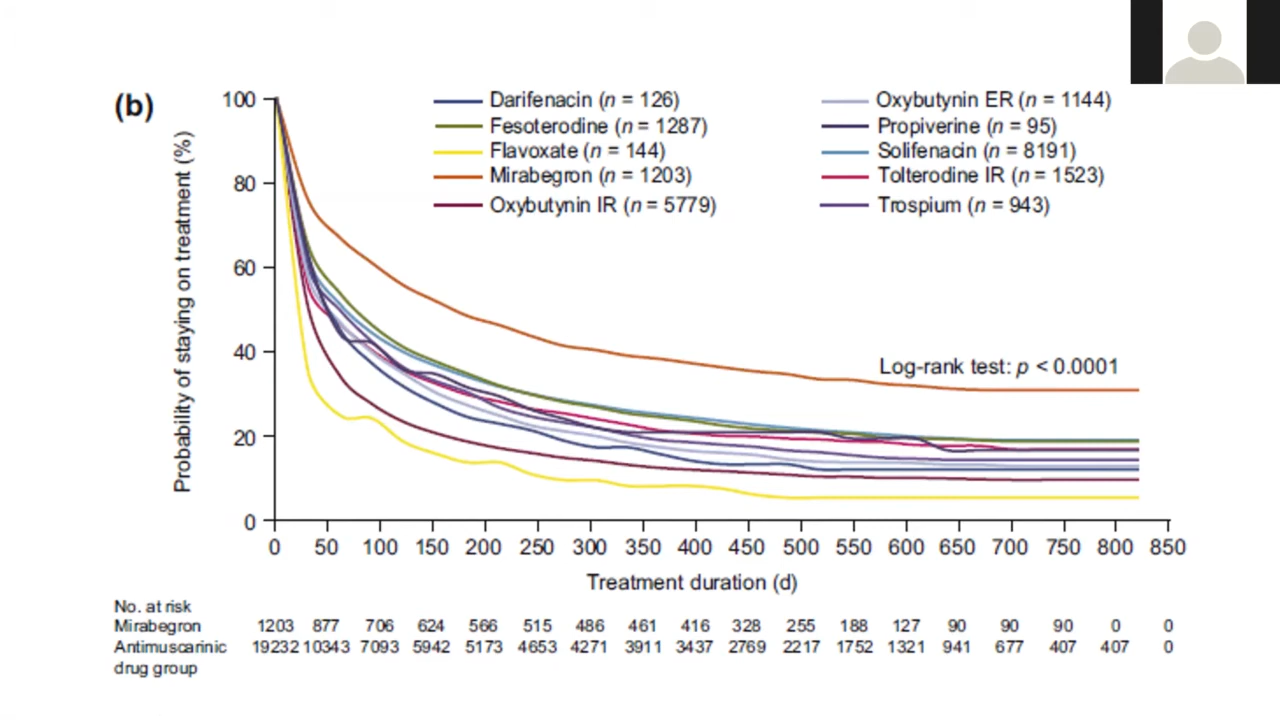 (b)
Darifenacin (n = 126)
Fesoterodine (n = 1287)
Flavoxate (n = 144)
Mirabegron (n = 1203)
Oxybutynin IR (n = 5779)
Oxybutynin ER (n = 1144)
Propiverine (n = 95)
Solifenacin (n = 8191)
Tolterodine IR (n = 1523)
Trospium (n = 943)
Probability of staying on treatment (%)
100
80
60
40
20
0
Log-rank test: p < 0.0001
0 50 100 150 200 250 300 350 400 450 500 550 600 650 700 750 800 850
Treatment duration (d)
No. at risk
Mirabegron 1203 877 706 624 566 515 486 461 416 328 255 188 127 90 90 90 0 0
Antimuscarinic 19232 10343 7093 5942 5173 4653 4271 3911 3437 2769 2217 1752 1321 941 677 407 407 0
drug group